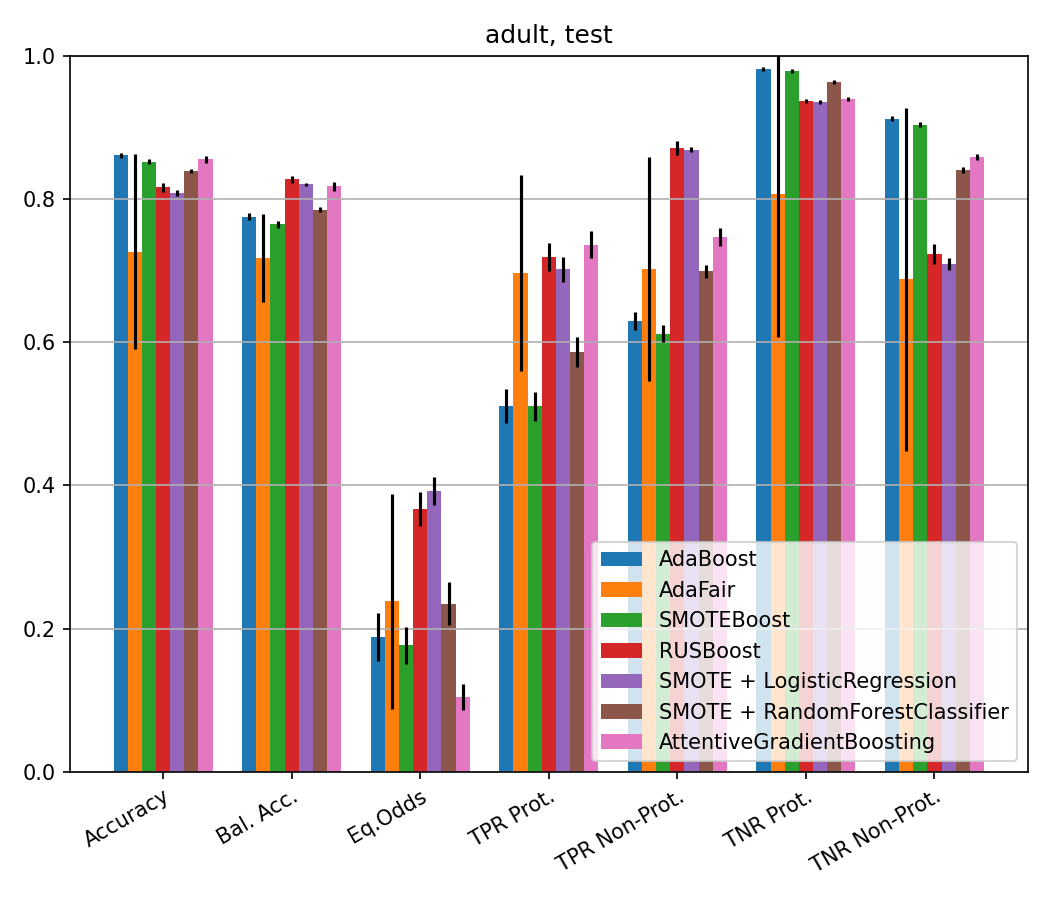 adult, test
1.0
0.8
0.6
0.4
0.2
0.0
AdaBoost
AdaFair
SMOTEBoost
RUSBoost
SMOTE + LogisticRegression
SMOTE + RandomForestClassifier
AttentiveGradientBoosting
Accuracy
Bal. Acc.
Eq.Odds
TPR Prot.
TPR Non-Prot.
TNR Prot.
TNR Non-Prot.